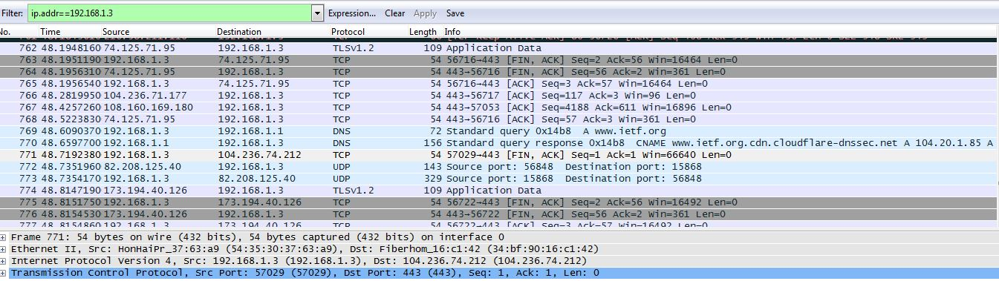 Filter: ip.addr==192.168.1.3 Expression... Clear Apply Save
No. Time Source Destination Protocol Length Info
762 48.1948160 74.125.71.95 192.168.1.3 TLSv1.2 109 Application Data
763 48.1951190 192.168.1.3 74.125.71.95 TCP 54 56716→443 [FIN, ACK] Seq=2 Ack=56 Win=16464 Len=0
764 48.1956310 74.125.71.95 192.168.1.3 TCP 54 443→56716 [FIN, ACK] Seq=56 Ack=2 Win=361 Len=0
765 48.1956540 192.168.1.3 74.125.71.95 TCP 54 56716→443 [ACK] Seq=3 Ack=57 Win=16464 Len=0
766 48.2819950 104.236.71.177 192.168.1.3 TCP 54 443→56717 [ACK] Seq=117 Ack=3 Win=96 Len=0
767 48.4257260 108.160.169.180 192.168.1.3 TCP 54 443→57053 [ACK] Seq=4188 Ack=611 Win=16896 Len=0
768 48.5223830 74.125.71.95 192.168.1.3 TCP 54 443→56716 [ACK] Seq=57 Ack=3 Win=361 Len=0
769 48.6090370 192.168.1.3 192.168.1.1 DNS 72 Standard query 0x14b8 A www.ietf.org
770 48.6597700 192.168.1.1 192.168.1.3 DNS 156 Standard query response 0x14b8 CNAME www.ietf.org.cdn.cloudflare-dnssec.net A 104.20.1.85 A
771 48.7192380 192.168.1.3 104.236.74.212 TCP 54 57029→443 [FIN, ACK] Seq=1 Ack=1 Win=66640 Len=0
772 48.7351960 82.208.125.40 192.168.1.3 UDP 143 Source port: 56848 Destination port: 15868
773 48.7354170 192.168.1.3 82.208.125.40 UDP 329 Source port: 15868 Destination port: 56848
774 48.8147190 173.194.40.126 192.168.1.3 TLSv1.2 109 Application Data
775 48.8151750 192.168.1.3 173.194.40.126 TCP 54 56722→443 [FIN, ACK] Seq=2 Ack=56 Win=16492 Len=0
776 48.8154530 173.194.40.126 192.168.1.3 TCP 54 443→56722 [FIN, ACK] Seq=56 Ack=2 Win=361 Len=0
777 48.8154860 192.168.1.3 173.194.40.126 TCP 54 56722→443 [ACK] Seq=3 Ack=57 Win=16492 Len=0
Frame 771: 54 bytes on wire (432 bits), 54 bytes captured (432 bits) on interface 0
Ethernet II, Src: HonHaiPr_37:63:a9 (54:35:30:37:63:a9), Dst: Fiberhom_16:c1:42 (34:bf:90:16:c1:42)
Internet Protocol Version 4, Src: 192.168.1.3 (192.168.1.3), Dst: 104.236.74.212 (104.236.74.212)
Transmission Control Protocol, Src Port: 57029 (57029), Dst Port: 443 (443), Seq: 1, Ack: 1, Len: 0